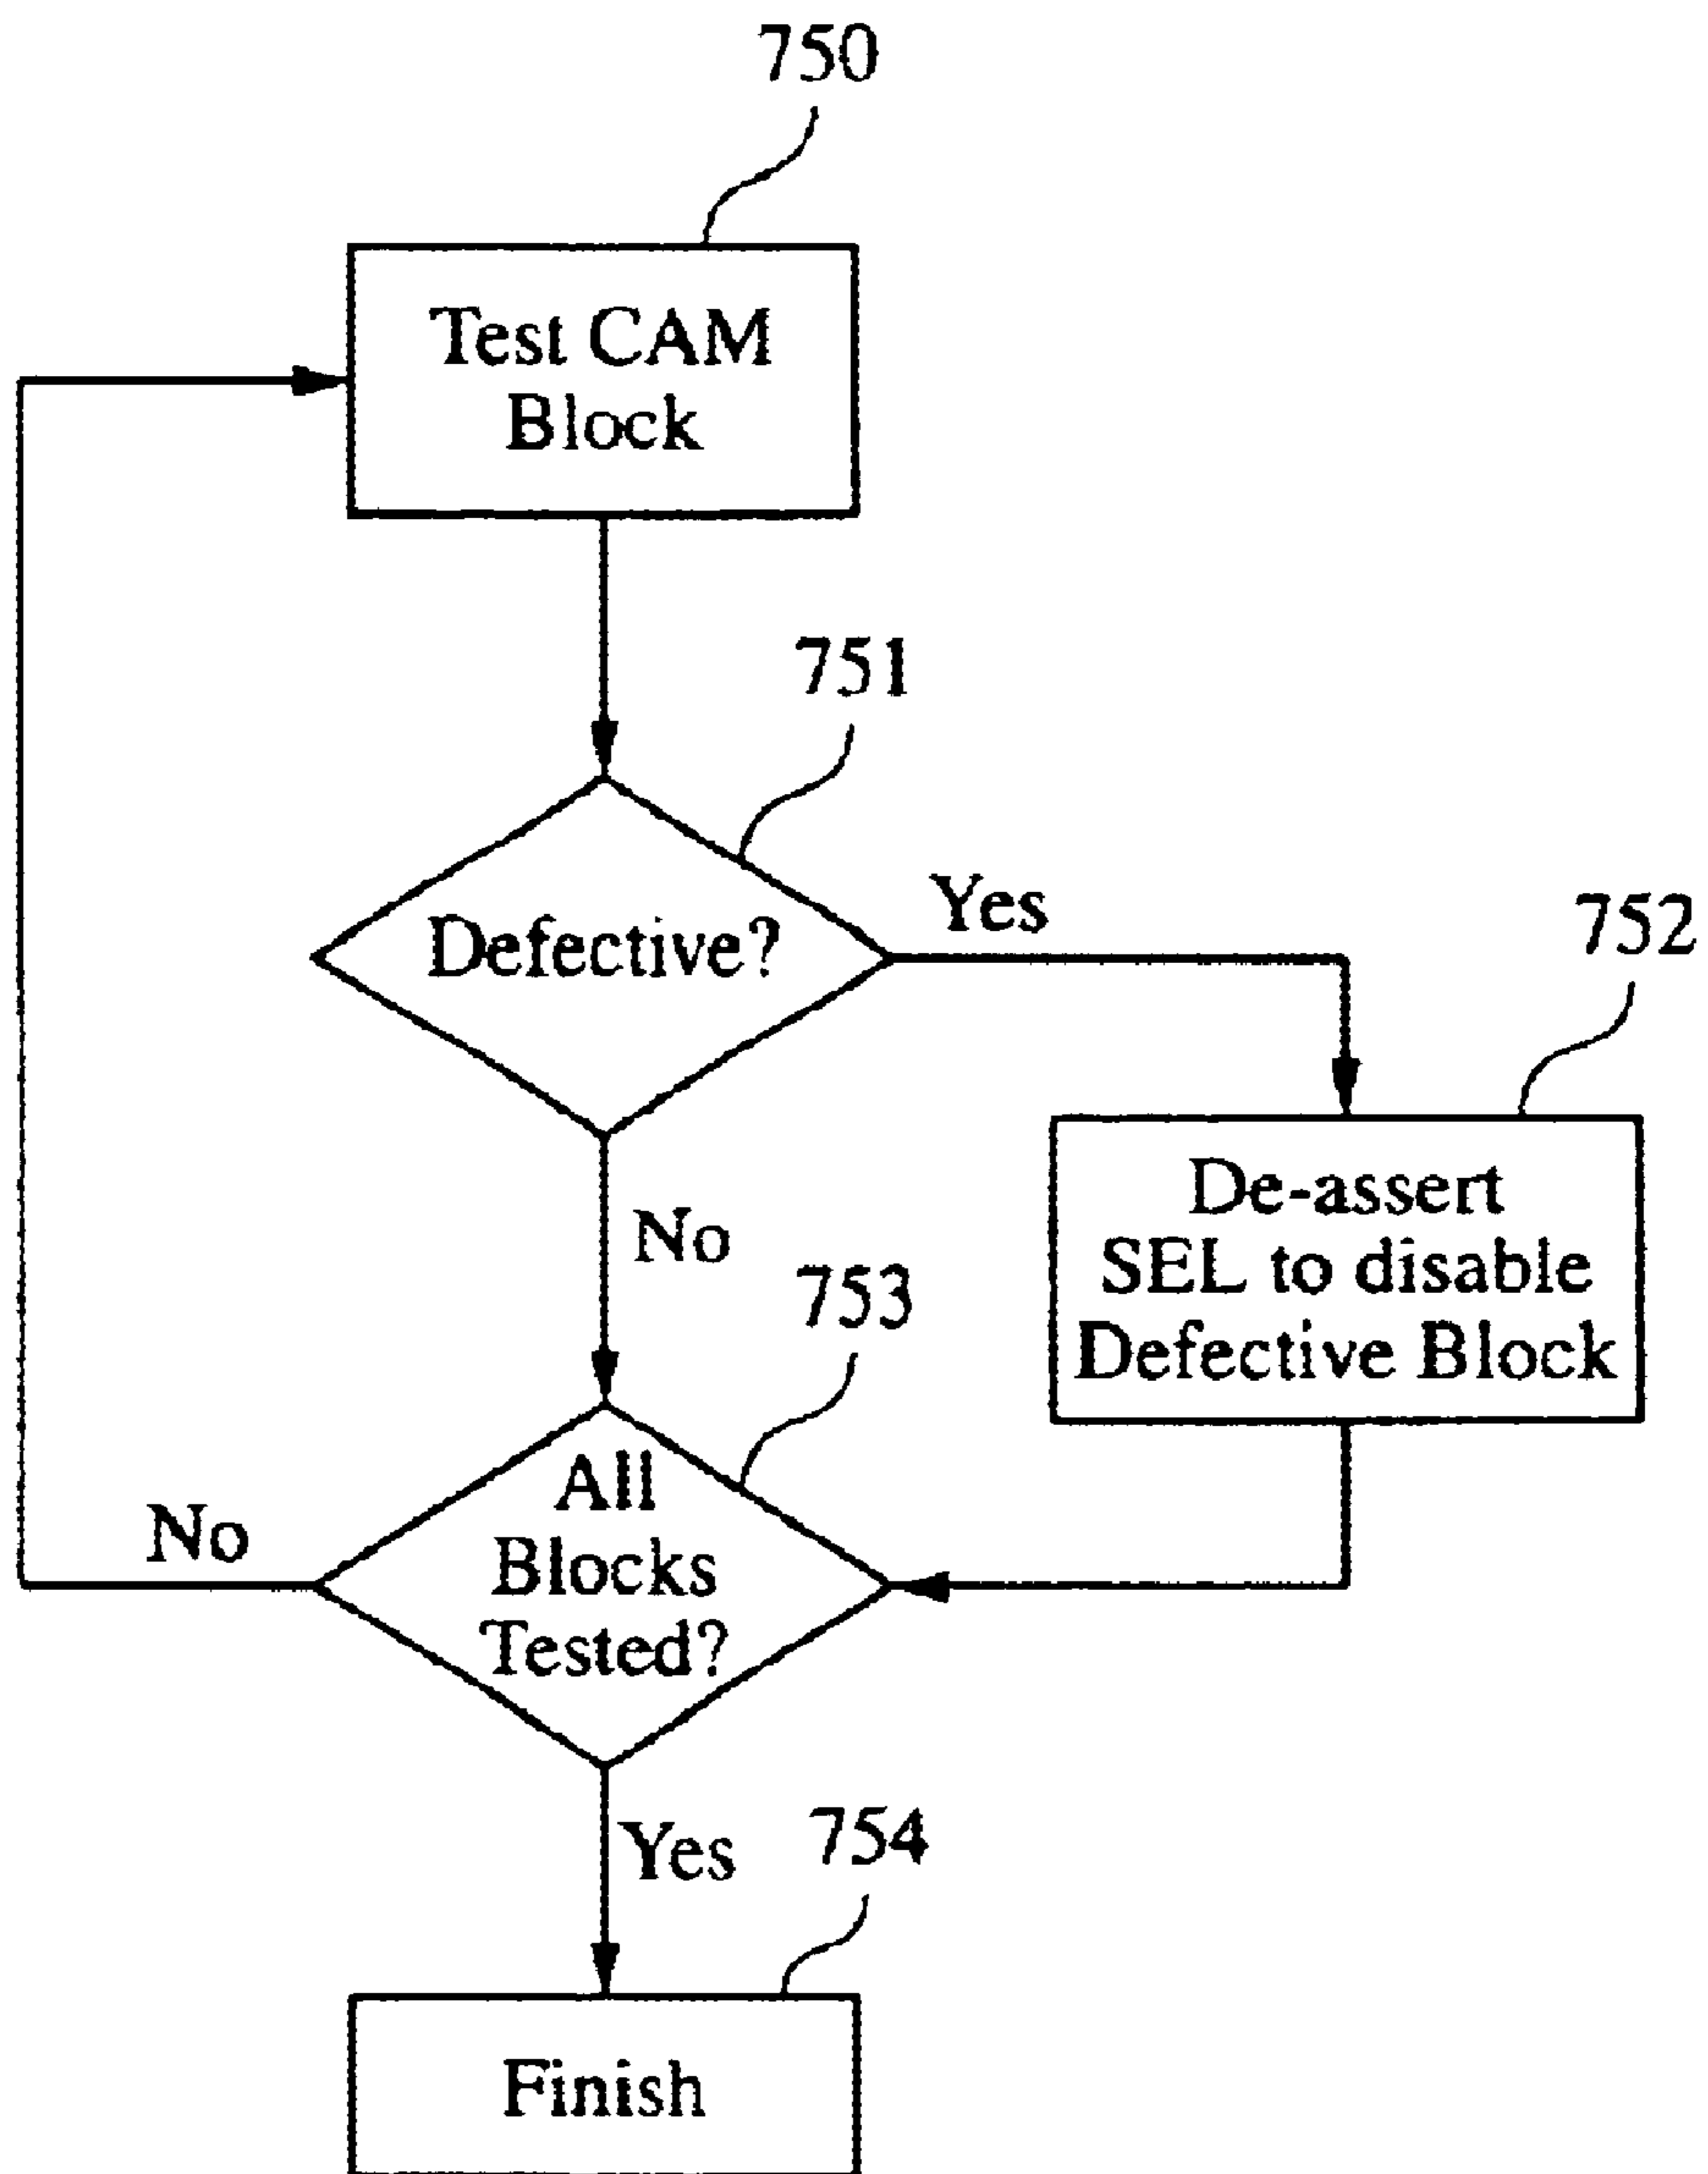 750
Test CAM
Block
751
Defective?
Yes
752
De-assert
SEL to disable
Defective Block
No
753
All
Blocks
Tested?
No
Yes
754
Finish